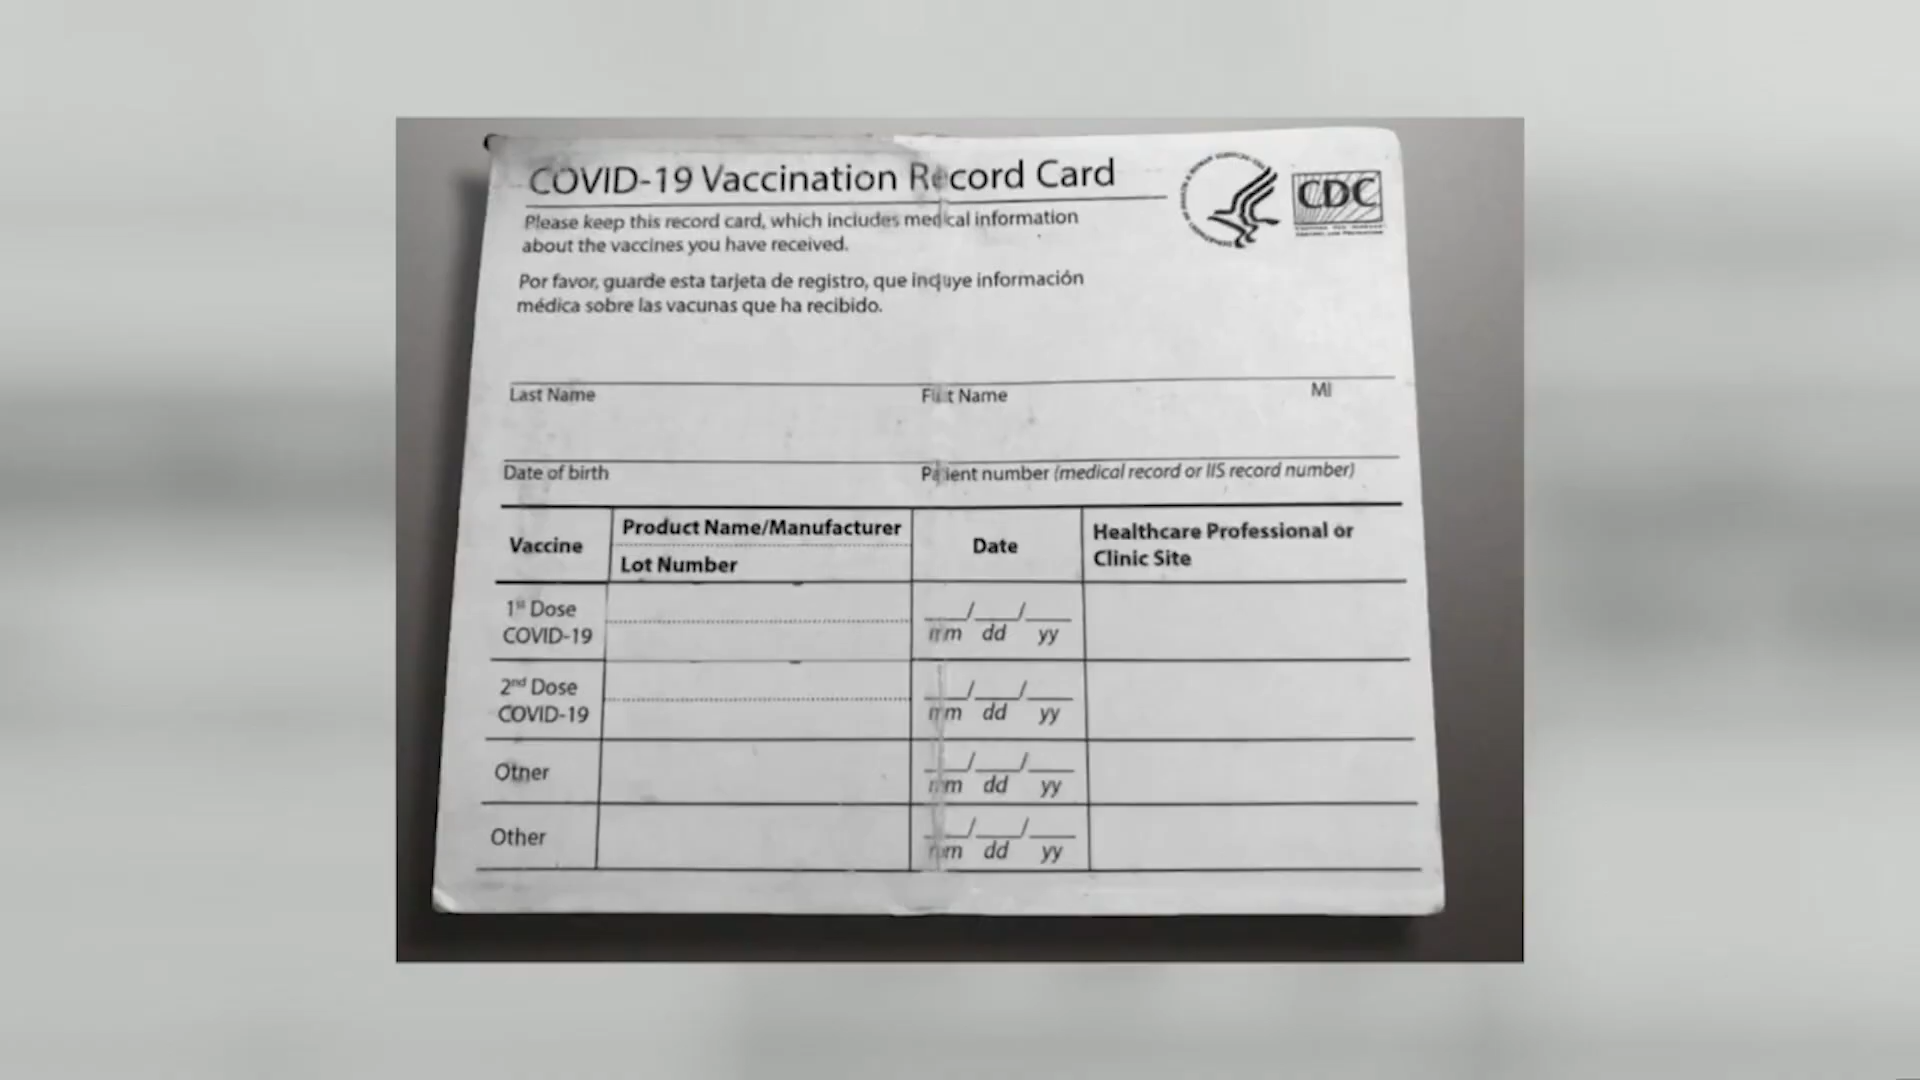 COVID-19 Vaccination Record Card
CDC
Please keep this record card, which includes medical information
about the vaccines you have received.
Por favor, guarde esta tarjeta de registro, que incluye información
médica sobre las vacunas que ha recibido.
Last Name First Name MI
Date of birth Patient number (medical record or IIS record number)
Vaccine Product Name/Manufacturer Date Healthcare Professional or
Lot Number Clinic Site
1st Dose
COVID-19 mm dd yy
2nd Dose
COVID-19 mm dd yy
Other mm dd yy
Other mm dd yy